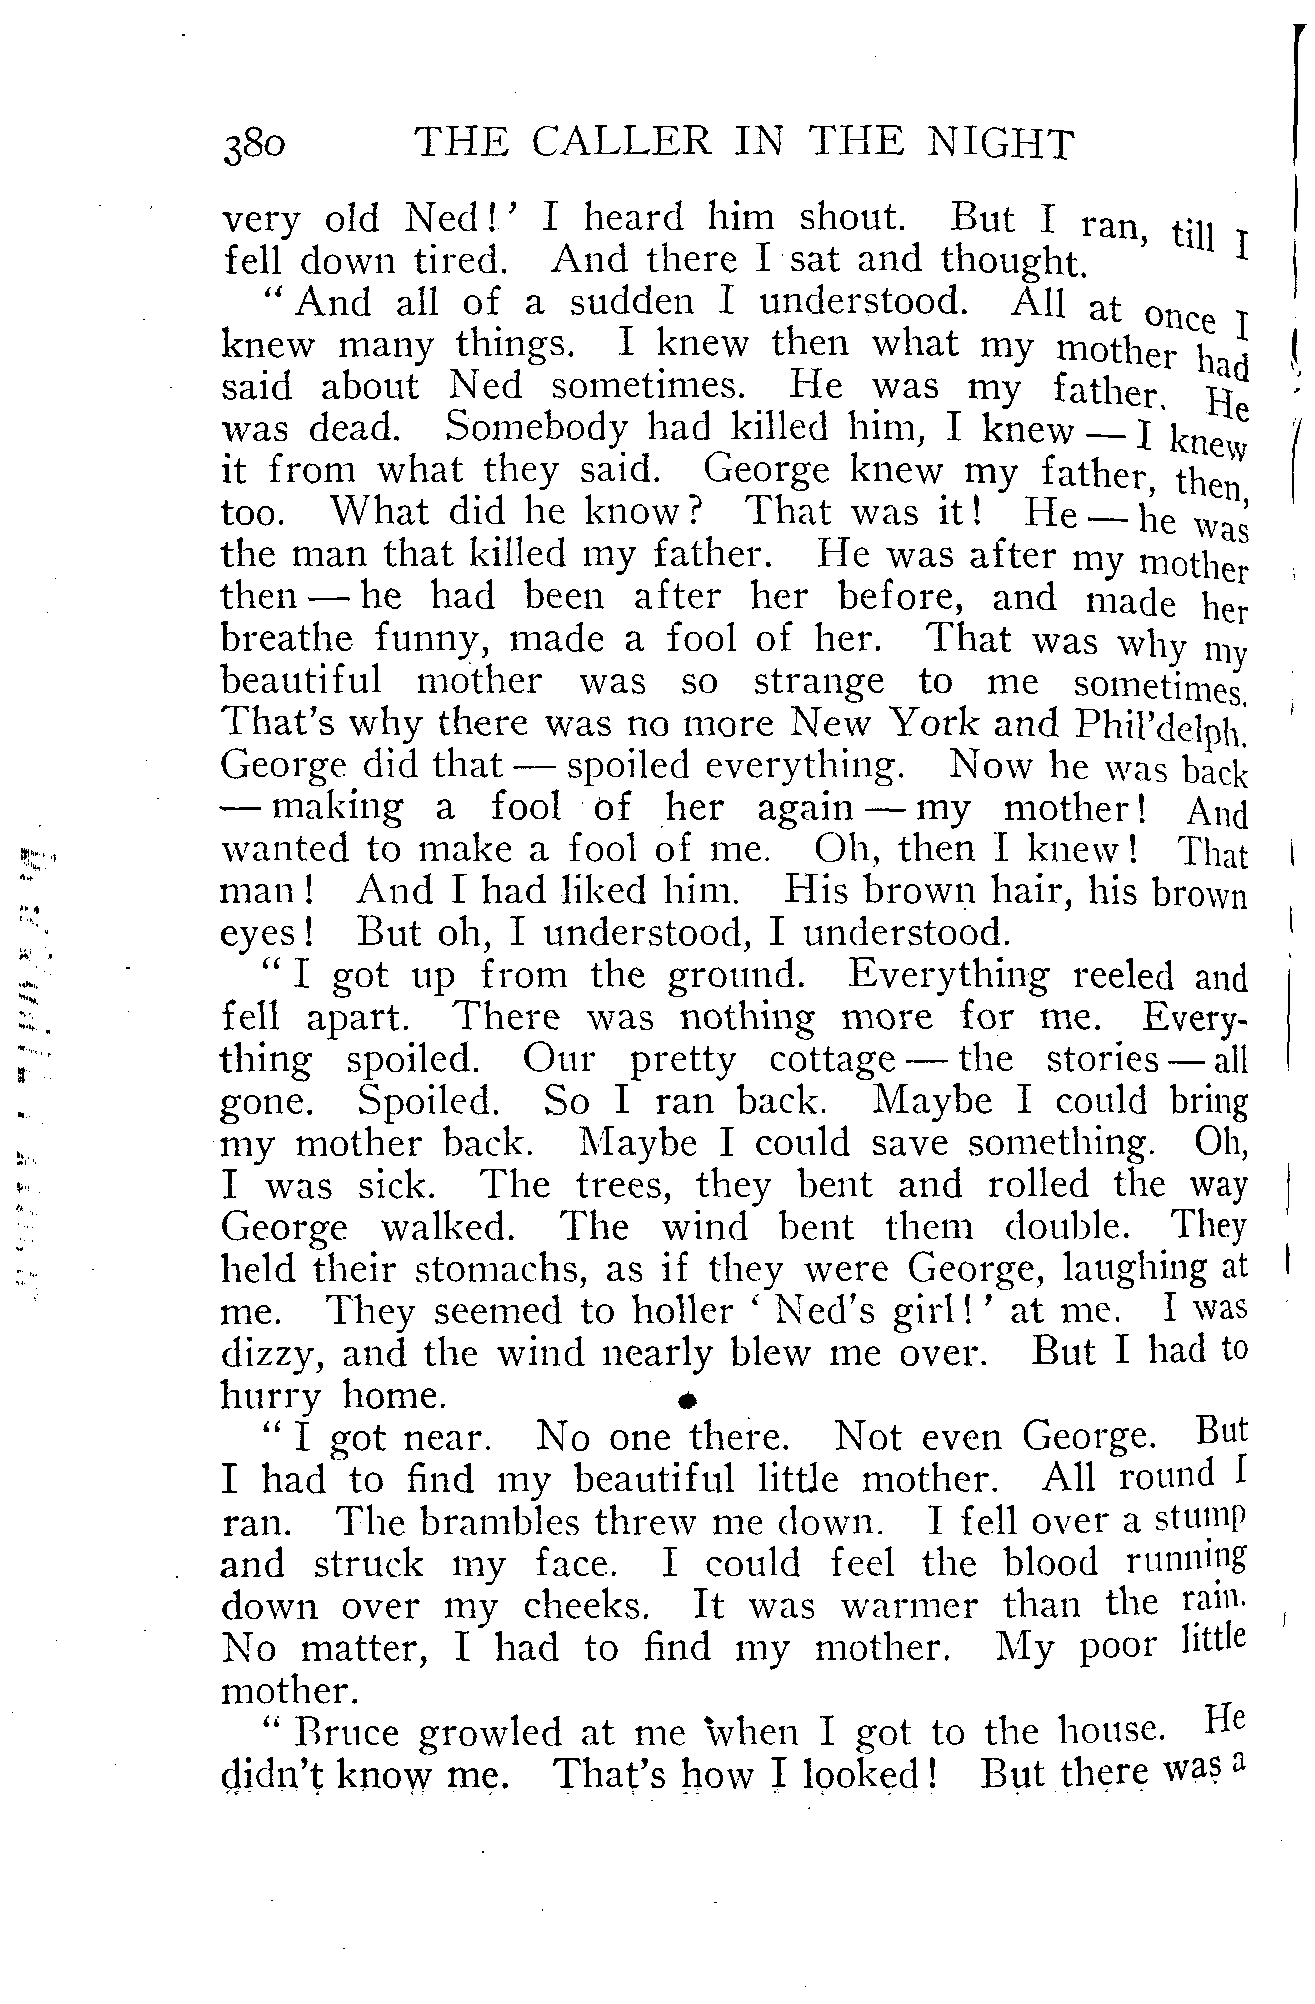 380 THE CALLER IN THE NIGHT
very old Ned!' I heard him shout. But I ran, till I
fell down tired. And there I sat and thought.
"And all of a sudden I understood. All at once I
knew many things. I knew then what my mother had
said about Ned sometimes. He was my father. He
was dead. Somebody had killed him, I knew — I knew
it from what they said. George knew my father, then,
too. What did he know? That was it! He — he was
the man that killed my father. He was after my mother
then — he had been after her before, and made her
breathe funny, made a fool of her. That was why my
beautiful mother was so strange to me sometimes.
That's why there was no more New York and Phil'delph.
George did that — spoiled everything. Now he was back
— making a fool of her again — my mother! And
wanted to make a fool of me. Oh, then I knew! That
man! And I had liked him. His brown hair, his brown
eyes! But oh, I understood, I understood.
"I got up from the ground. Everything reeled and
fell apart. There was nothing more for me. Every-
thing spoiled. Our pretty cottage — the stories — all
gone. Spoiled. So I ran back. Maybe I could bring
my mother back. Maybe I could save something. Oh,
I was sick. The trees, they bent and rolled the way
George walked. The wind bent them double. They
held their stomachs, as if they were George, laughing at
me. They seemed to holler 'Ned's girl!' at me. I was
dizzy, and the wind nearly blew me over. But I had to
hurry home.
"I got near. No one there. Not even George. But
I had to find my beautiful little mother. All round I
ran. The brambles threw me down. I fell over a stump
and struck my face. I could feel the blood running
down over my cheeks. It was warmer than the rain.
No matter, I had to find my mother. My poor little
mother.
"Bruce growled at me when I got to the house. He
didn't know me. That's how I looked! But there was a